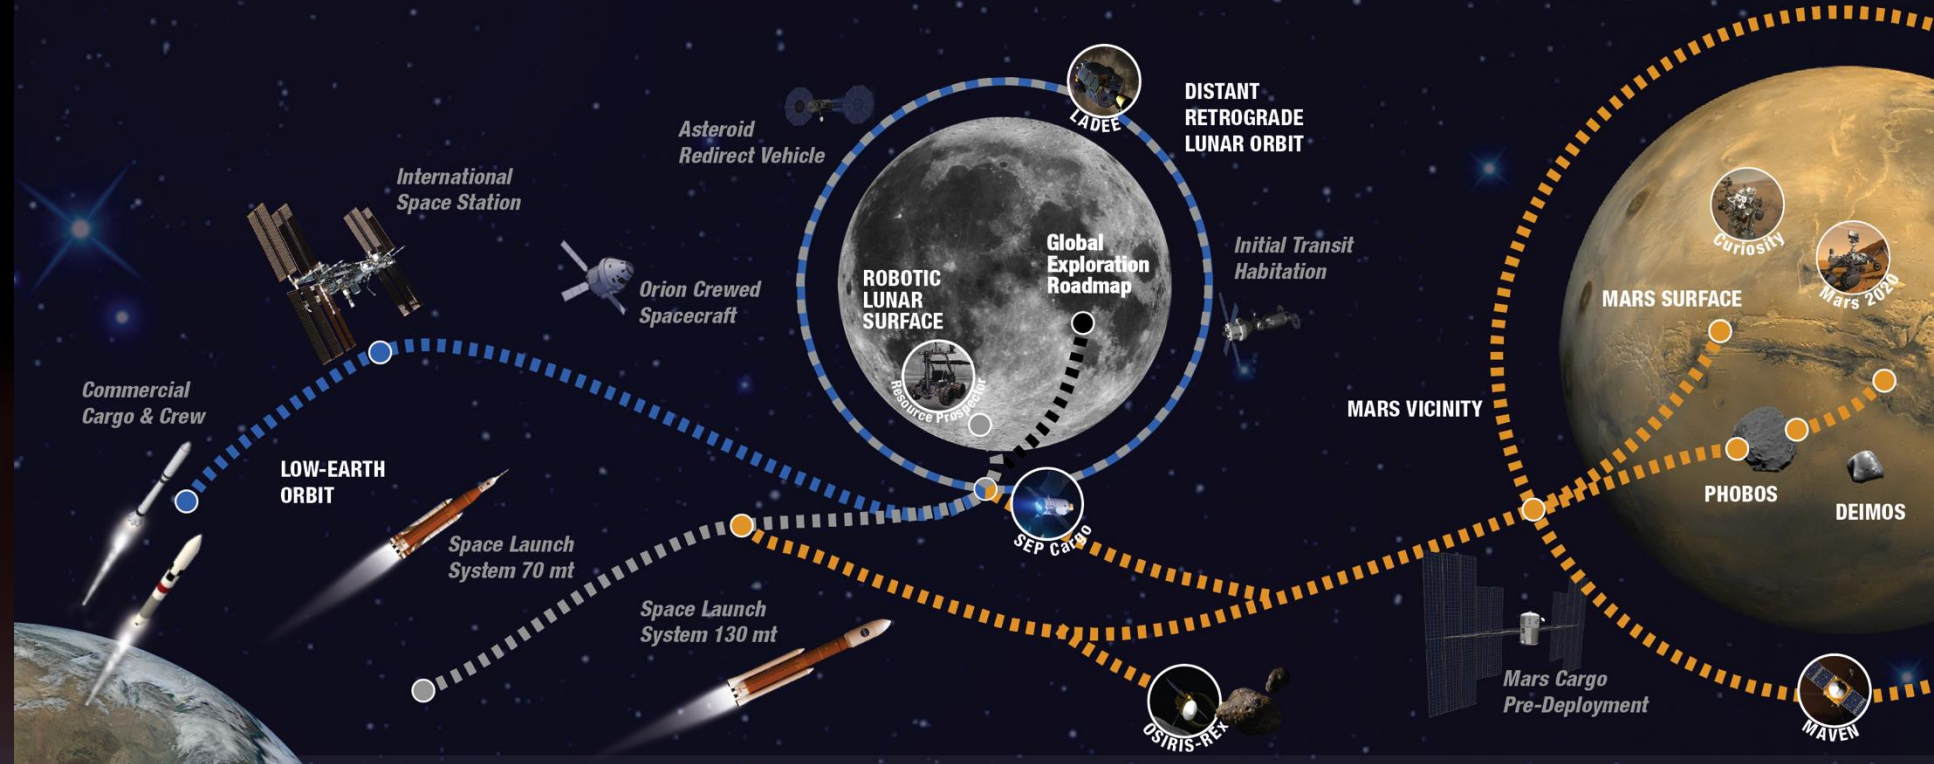 Commercial
Cargo & Crew
International
Space Station
LOW-EARTH
ORBIT
Orion Crewed
Spacecraft
Space Launch
System 70 mt
Space Launch
System 130 mt
Asteroid
Redirect Vehicle
LADEE
DISTANT
RETROGRADE
LUNAR ORBIT
ROBOTIC
LUNAR
SURFACE
Resource Prospector
Global
Exploration
Roadmap
Initial Transit
Habitation
SEP Cargo
OSIRIS-REx
MARS VICINITY
Curiosity
Mars 2020
MARS SURFACE
PHOBOS
DEIMOS
Mars Cargo
Pre-Deployment
MAVEN